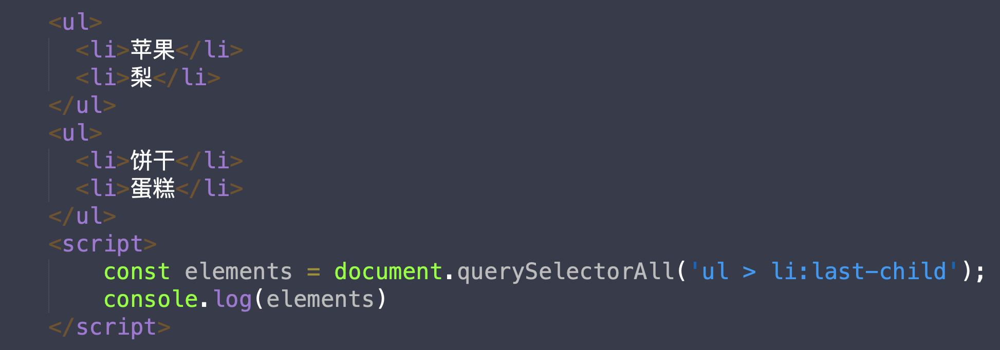 <ul>
  <li>苹果</li>
  <li>梨</li>
</ul>
<ul>
  <li>饼干</li>
  <li>蛋糕</li>
</ul>
<script>
    const elements = document.querySelectorAll('ul > li:last-child');
    console.log(elements)
</script>